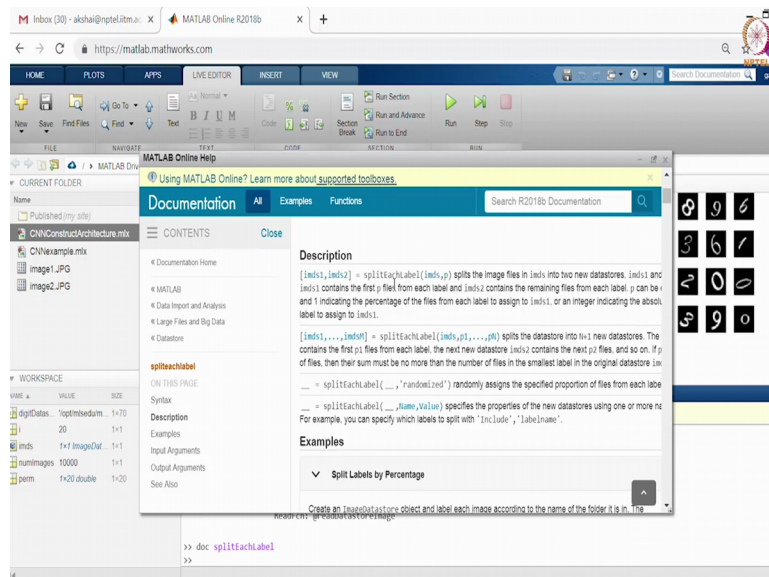 Inbox (30) - akshai@nptel.iitm.ac
MATLAB Online R2018b
https://matlab.mathworks.com
NPTEL
HOME PLOTS APPS LIVE EDITOR INSERT VIEW
Search Documentation
New Save Find Files Go To Find Text Normal B I U M Code Section Break Run Section Run and Advance Run to End Run Step Stop
FILE NAVIGATE TEXT CODE SECTION RUN
/ › MATLAB Driv
CURRENT FOLDER
Name
Published (my site)
CNNConstructArchitecture.mlx
CNNexample.mlx
image1.JPG
image2.JPG
WORKSPACE
NAME VALUE SIZE
digitDatas... '/opt/mlsedu/m... 1×70
i 20 1×1
imds 1×1 ImageDat... 1×1
numImages 10000 1×1
perm 1×20 double 1×20
MATLAB Online Help
Using MATLAB Online? Learn more about supported toolboxes.
Documentation All Examples Functions Search R2018b Documentation
CONTENTS Close
« Documentation Home
« MATLAB
« Data Import and Analysis
« Large Files and Big Data
« Datastore
spliteachlabel
ON THIS PAGE
Syntax
Description
Examples
Input Arguments
Output Arguments
See Also
Description
[imds1,imds2] = splitEachLabel(imds,p) splits the image files in imds into two new datastores, imds1 and
imds1 contains the first p files from each label and imds2 contains the remaining files from each label. p can be
and 1 indicating the percentage of the files from each label to assign to imds1, or an integer indicating the absolu
label to assign to imds1.
[imds1,...,imdsM] = splitEachLabel(imds,p1,...,pN) splits the datastore into N+1 new datastores. The
contains the first p1 files from each label, the next new datastore imds2 contains the next p2 files, and so on. If p
of files, then their sum must be no more than the number of files in the smallest label in the original datastore im
__ = splitEachLabel( __ ,'randomized') randomly assigns the specified proportion of files from each labe
__ = splitEachLabel( __ ,Name,Value) specifies the properties of the new datastores using one or more na
For example, you can specify which labels to split with 'Include','labelname'.
Examples
Split Labels by Percentage
Create an ImageDatastore object and label each image according to the name of the folder it is in. The
ReadFcn: @readDatastoreImage
>> doc splitEachLabel
>>
8 9 6
3 6 1
2 0 0
3 9 0